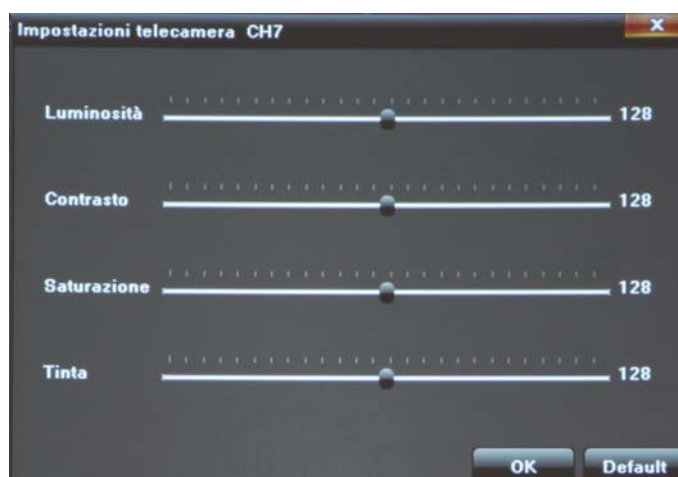 Impostazioni telecamera CH7
X
Luminosità 128
Contrasto 128
Saturazione 128
Tinta 128
OK Default